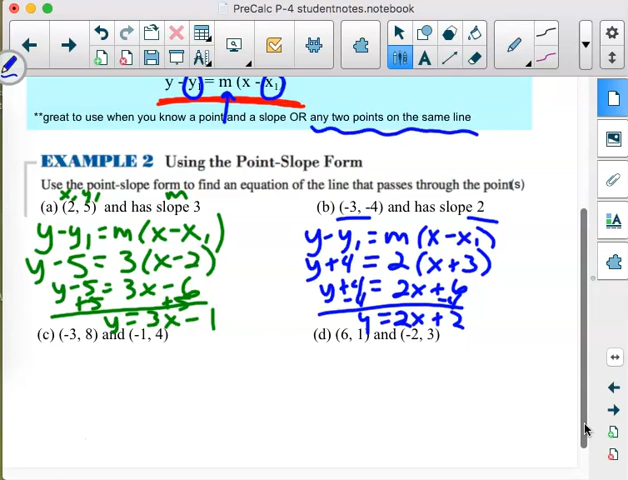 PreCalc P-4 studentnotes.notebook
y - y₁ = m (x - x₁)
**great to use when you know a point and a slope OR any two points on the same line
EXAMPLE 2 Using the Point-Slope Form
Use the point-slope form to find an equation of the line that passes through the point(s)
x₁ y₁ m
(a) (2, 5) and has slope 3
y-y₁ = m(x-x₁)
y-5 = 3(x-2)
y-5 = 3x-6
+5 +5
y = 3x-1
(b) (-3, -4) and has slope 2
y-y₁ = m(x-x₁)
y+4 = 2(x+3)
y+4 = 2x+6
-4 -4
y = 2x+2
(c) (-3, 8) and (-1, 4)
(d) (6, 1) and (-2, 3)